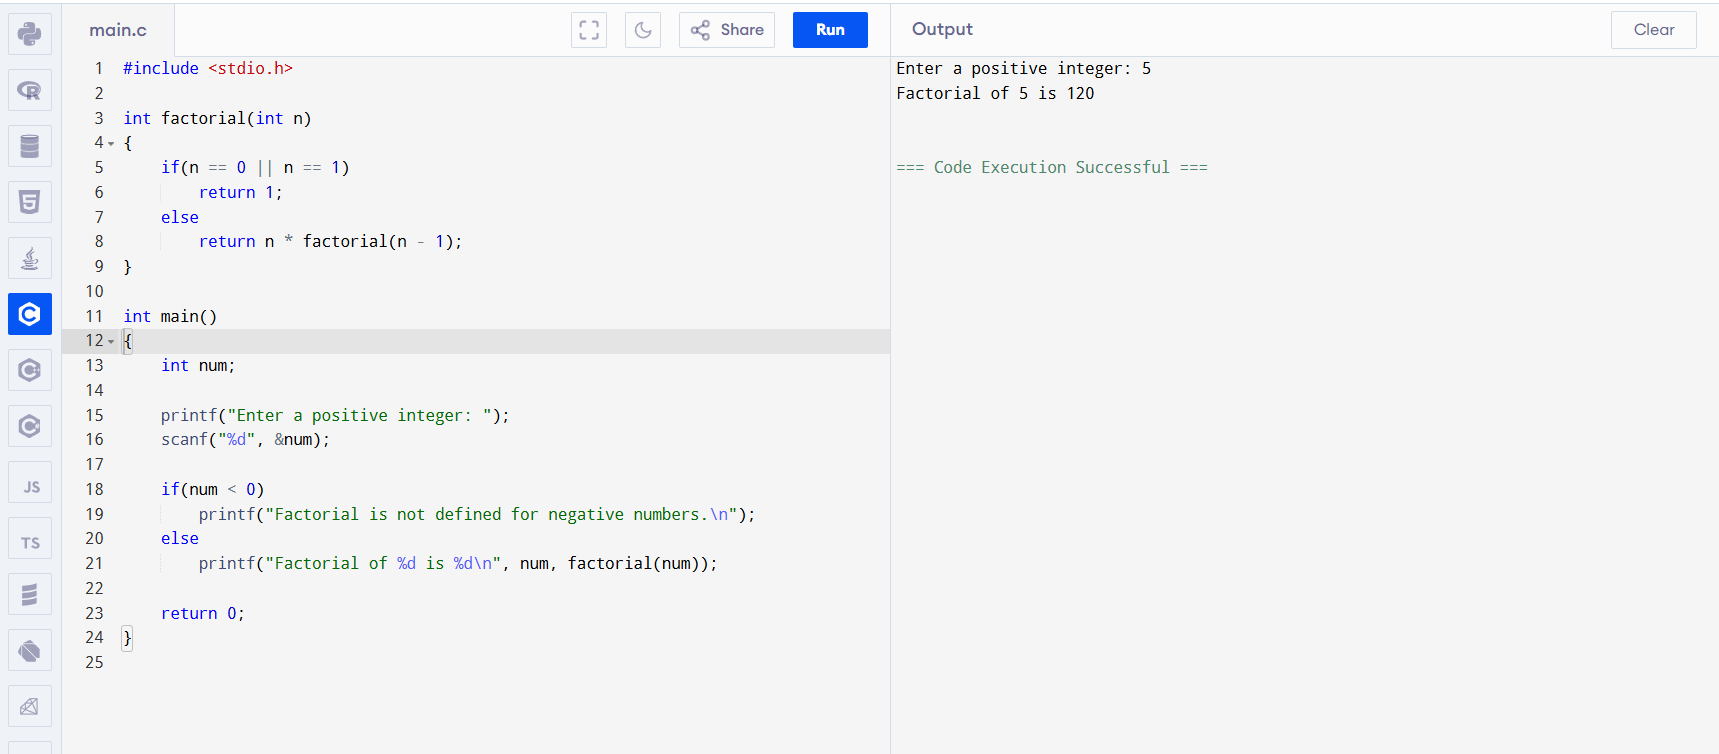 main.c
Share
Run
Output
Clear
1 #include <stdio.h>
2
3 int factorial(int n)
4 {
5     if(n == 0 || n == 1)
6         return 1;
7     else
8         return n * factorial(n - 1);
9 }
10
11 int main()
12 {
13     int num;
14
15     printf("Enter a positive integer: ");
16     scanf("%d", &num);
17
18     if(num < 0)
19         printf("Factorial is not defined for negative numbers.\n");
20     else
21         printf("Factorial of %d is %d\n", num, factorial(num));
22
23     return 0;
24 }
25
Enter a positive integer: 5
Factorial of 5 is 120
=== Code Execution Successful ===
R
5
C
C
C
JS
TS